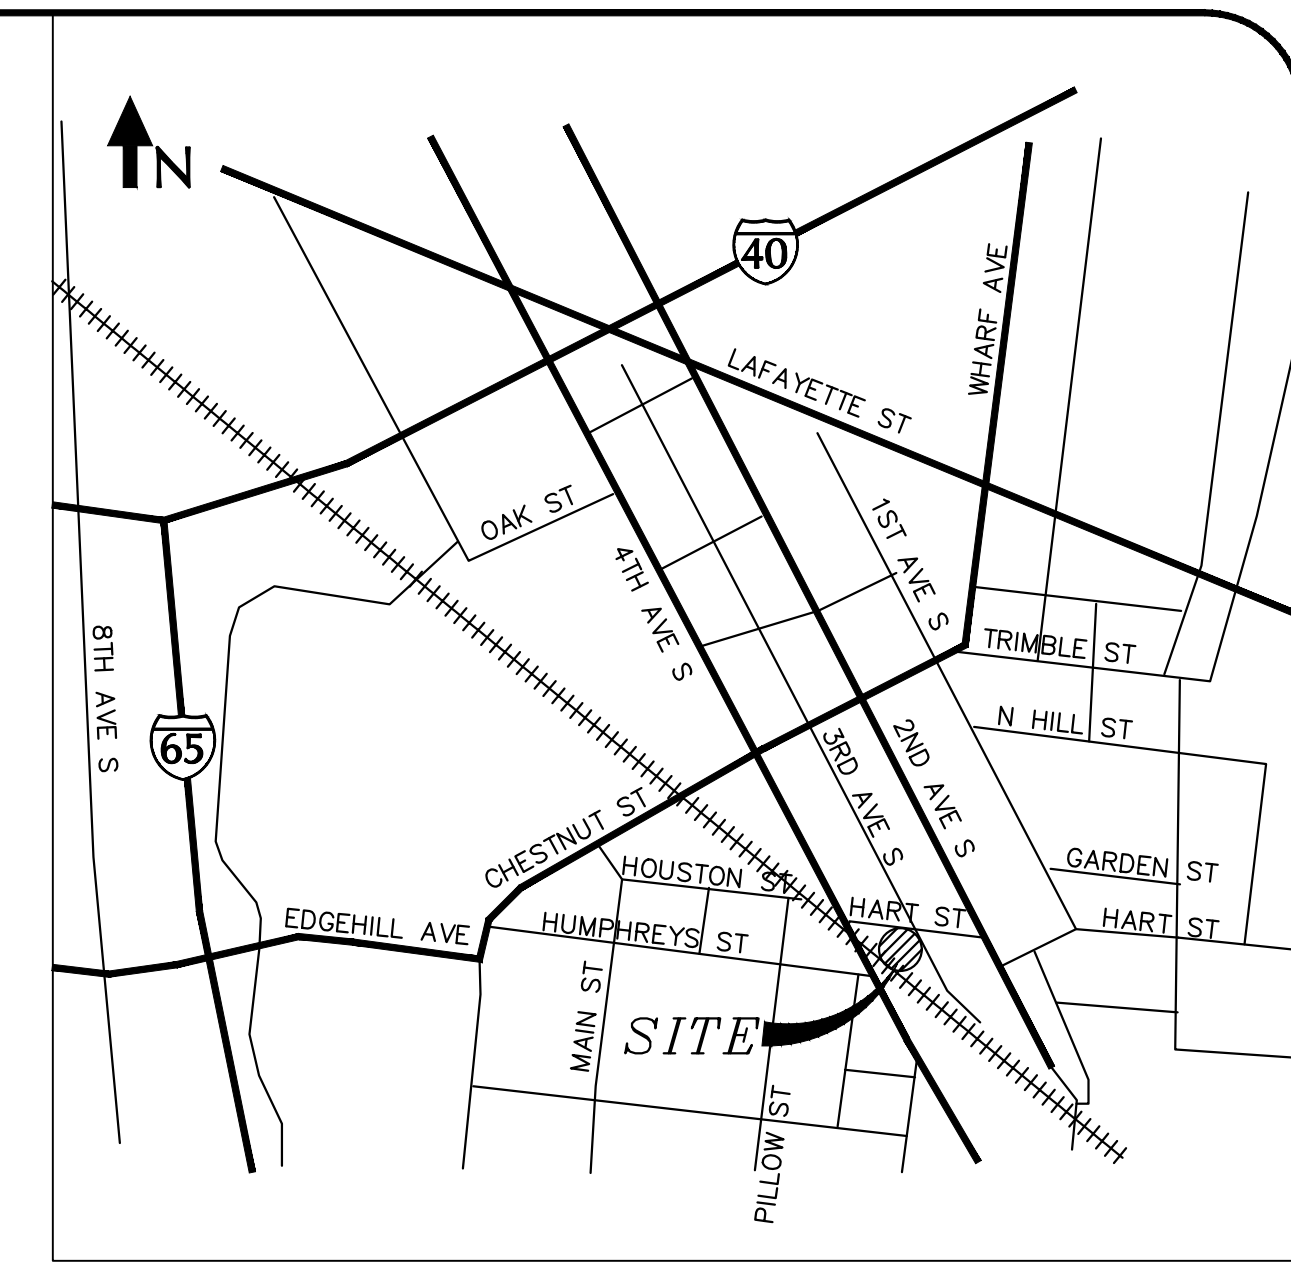 N
40
WHARF AVE
LAFAYETTE ST
OAK ST
1ST AVE S
4TH AVE S
8TH AVE S
TRIMBLE ST
65
N HILL ST
3RD AVE S
2ND AVE S
CHESTNUT ST
HOUSTON ST
GARDEN ST
EDGEHILL AVE
HUMPHREYS ST
HART ST
HART ST
MAIN ST
SITE
PILLOW ST